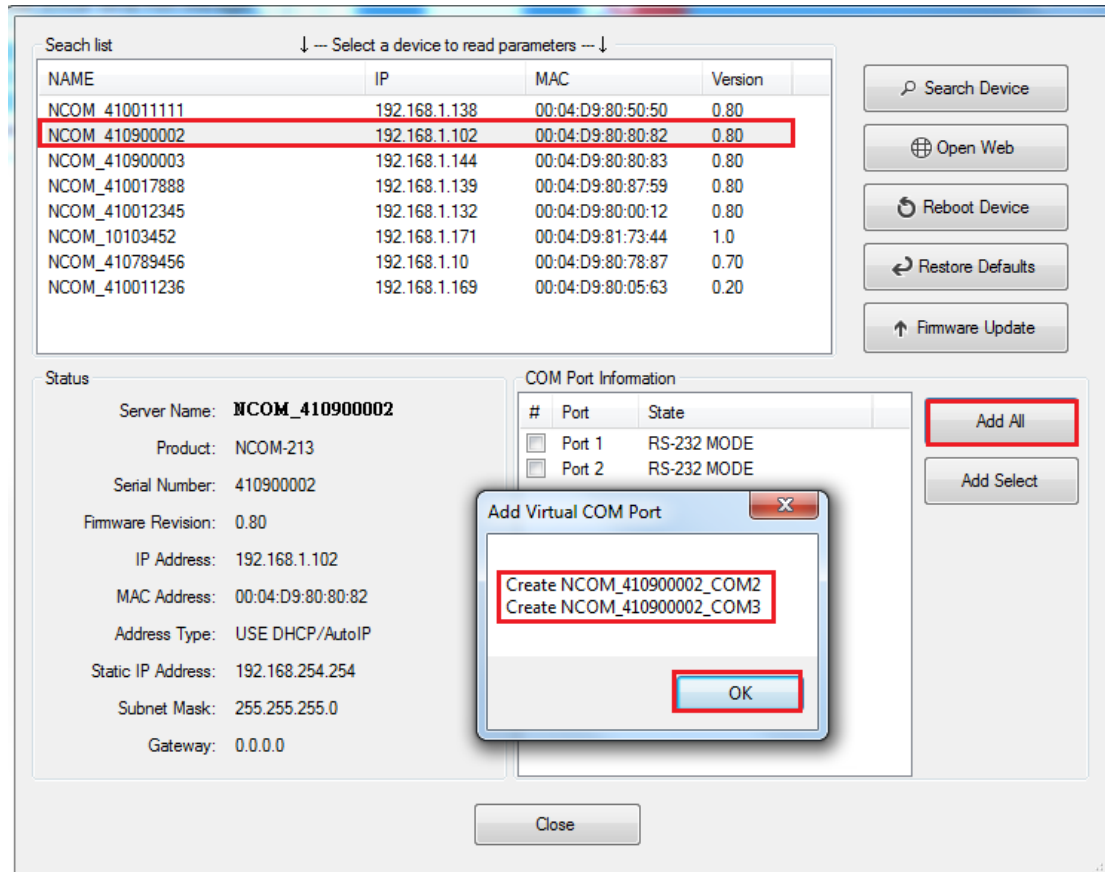 Seach list ↓ --- Select a device to read parameters --- ↓
NAME IP MAC Version
NCOM_410011111 192.168.1.138 00:04:D9:80:50:50 0.80
NCOM_410900002 192.168.1.102 00:04:D9:80:80:82 0.80
NCOM_410900003 192.168.1.144 00:04:D9:80:80:83 0.80
NCOM_410017888 192.168.1.139 00:04:D9:80:87:59 0.80
NCOM_410012345 192.168.1.132 00:04:D9:80:00:12 0.80
NCOM_10103452 192.168.1.171 00:04:D9:81:73:44 1.0
NCOM_410789456 192.168.1.10 00:04:D9:80:78:87 0.70
NCOM_410011236 192.168.1.169 00:04:D9:80:05:63 0.20
Search Device
Open Web
Reboot Device
Restore Defaults
Firmware Update
Status
Server Name: NCOM_410900002
Product: NCOM-213
Serial Number: 410900002
Firmware Revision: 0.80
IP Address: 192.168.1.102
MAC Address: 00:04:D9:80:80:82
Address Type: USE DHCP/AutoIP
Static IP Address: 192.168.254.254
Subnet Mask: 255.255.255.0
Gateway: 0.0.0.0
COM Port Information
# Port State
Port 1 RS-232 MODE
Port 2 RS-232 MODE
Add All
Add Select
Add Virtual COM Port
Create NCOM_410900002_COM2
Create NCOM_410900002_COM3
OK
Close